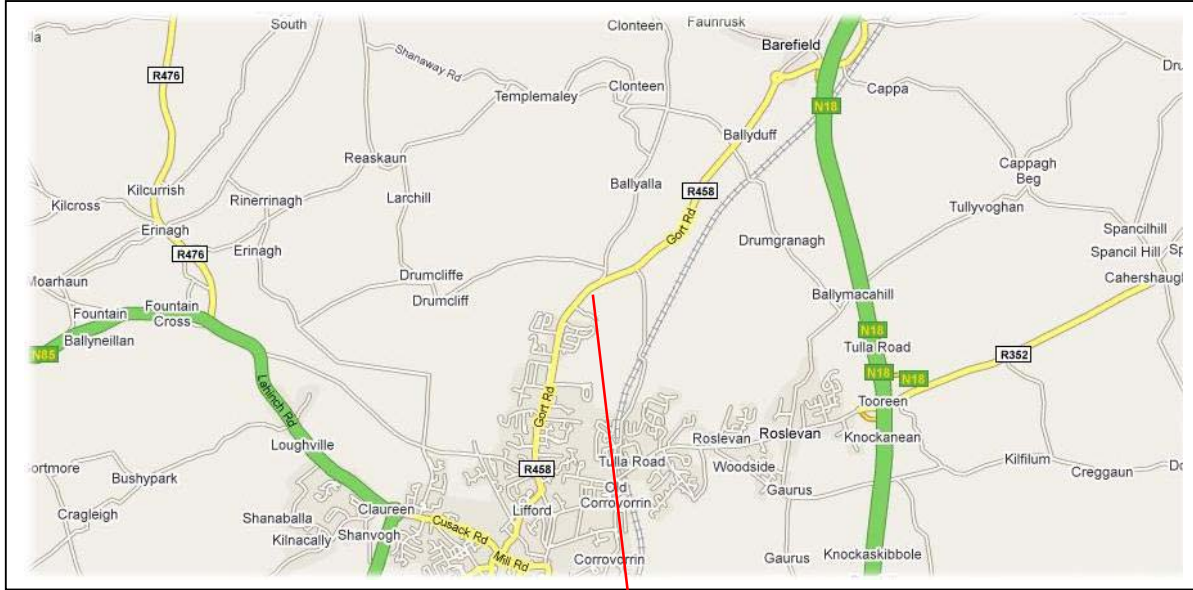 South
Clonteen
Faunrusk
Barefield
R476
Shanaway Rd
Templemaley
Clonteen
N18
Cappa
Ballyduff
Reaskaun
Cappagh
Beg
Kilcurrish
Kilcross
Rinerrinagh
Larchill
Ballyalla
R458
Tullyvoghan
Erinagh
Gort Rd
Spancilhill
Drumgranagh
R476
Erinagh
Spancil Hill
Moarhaun
Drumcliffe
Drumcliff
Cahershaugh
Ballymacahill
Fountain
Fountain
Cross
Ballyneillan
N85
N18
Tulla Road
R352
N18
N18
Lahinch Rd
Gort Rd
Tooreen
Roslevan
Roslevan
Knockanean
Loughville
R458
Tulla Road
Woodside
Kilfilum
Creggaun
Bushypark
Old
Corrovorrin
Gaurus
Cragleigh
Shanaballa
Claureen
Lifford
Kilnacally
Shanvogh
Cusack Rd
Mill Rd
Corrovorrin
Gaurus
Knockaskibbole